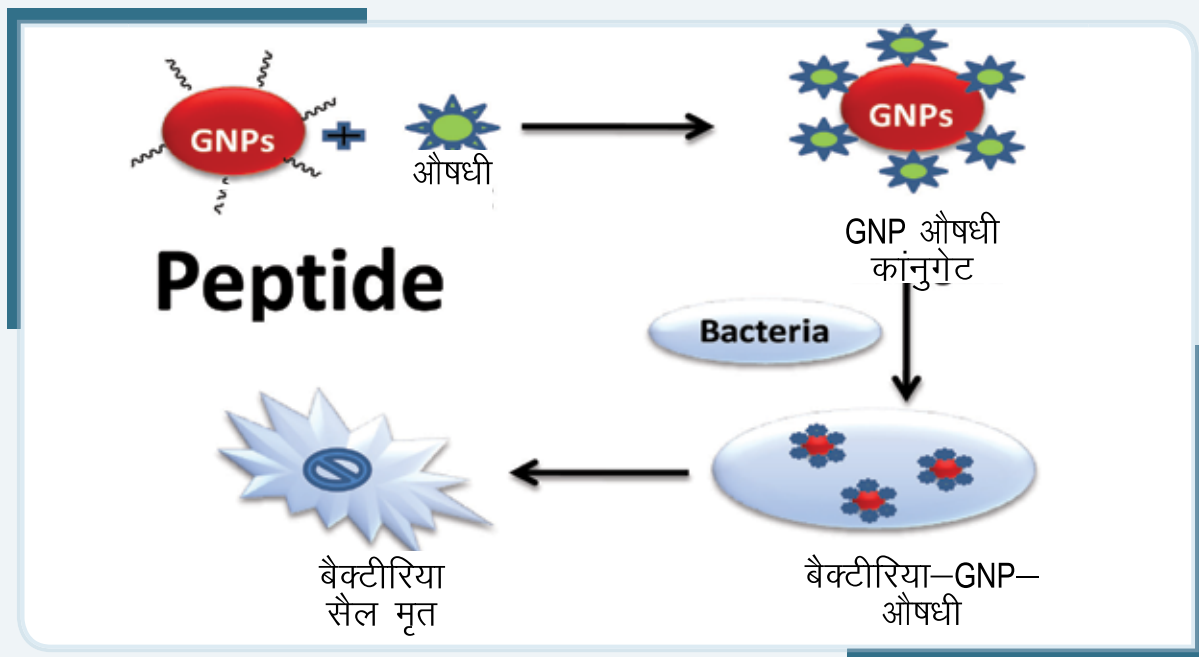 GNPs
औषधी
GNPs
GNP औषधी
कांनुगेट
Peptide
Bacteria
बैक्टीरिया–GNP–
औषधी
बैक्टीरिया
सैल मृत